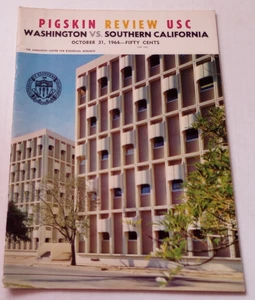 PIGSKIN REVIEW USC
WASHINGTON VS. SOUTHERN CALIFORNIA
OCTOBER 31, 1964—FIFTY CENTS